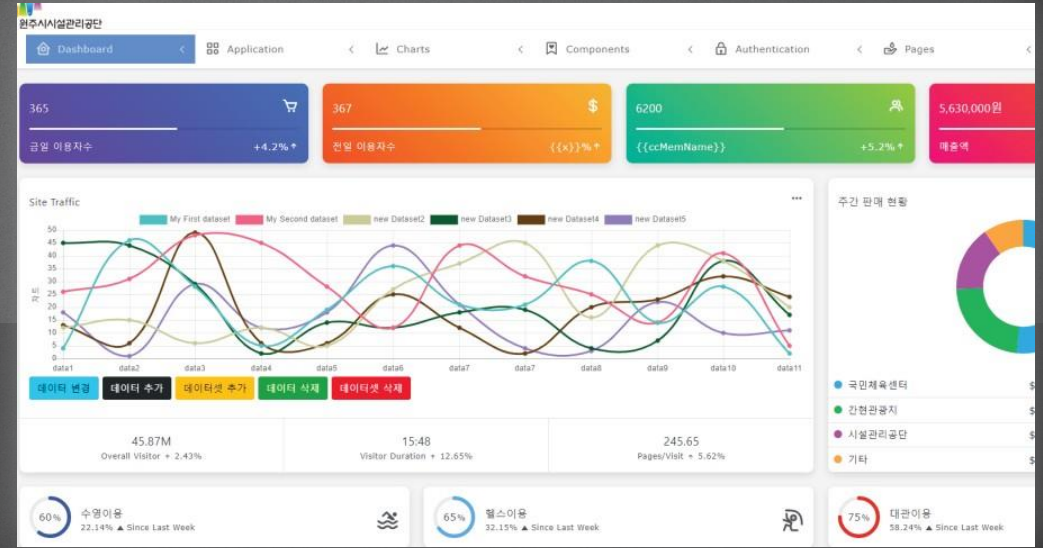 원주시시설관리공단
Dashboard < Application < Charts < Components < Authentication < Pages <
365
금일 이용자수 +4.2%
367 $
전일 이용자수 {{x}}%
6200
{{ccMemName}} +5.2%
5,630,000원
매출액
Site Traffic
My First dataset My Second dataset new Dataset2 new Dataset3 new Dataset4 new Dataset5
차트
50
45
40
35
30
25
20
15
10
5
0
data1 data2 data3 data4 data5 data6 data7 data7 data8 data9 data10 data11
데이터 변경 데이터 추가 데이터셋 추가 데이터 삭제 데이터셋 삭제
45.87M
Overall Visitor + 2.43%
15:48
Visitor Duration + 12.65%
245.65
Pages/Visit + 5.62%
주간 판매 현황
국민체육센터 $
간현관광지 $
시설관리공단 $
기타 $
60%
수영이용
22.14% ▲ Since Last Week
65%
헬스이용
32.15% ▲ Since Last Week
75%
대관이용
58.24% ▲ Since Last Week